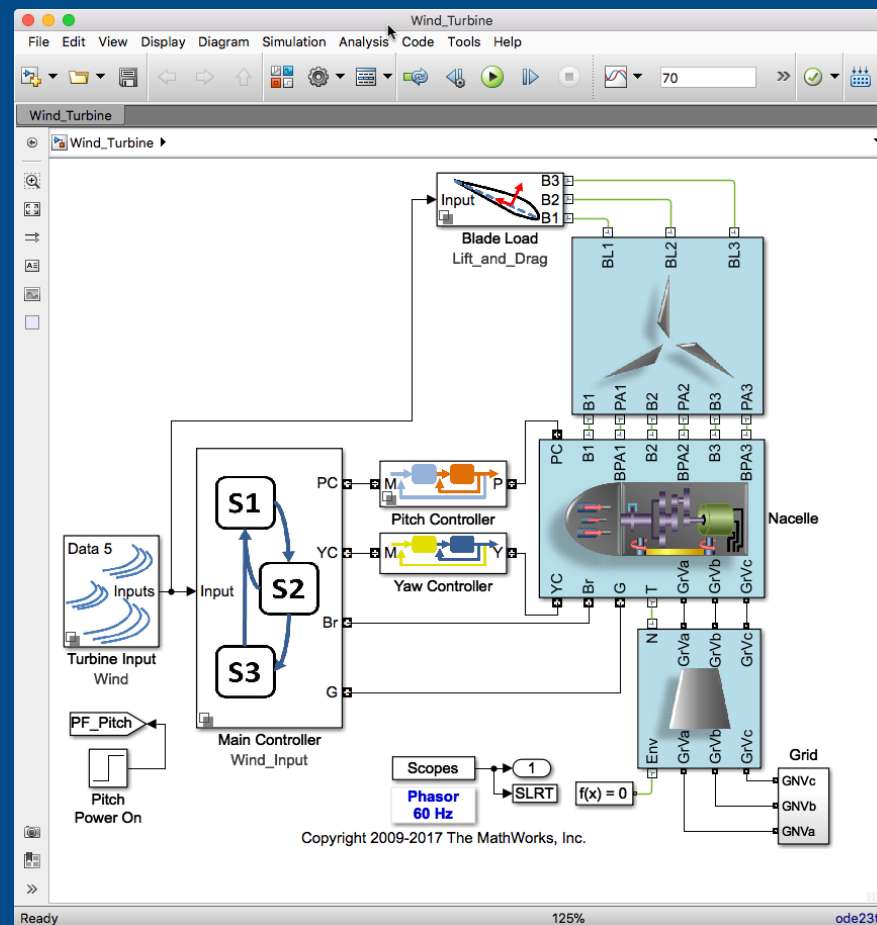 Wind_Turbine
File Edit View Display Diagram Simulation Analysis Code Tools Help
70
Wind_Turbine
Wind_Turbine
Input
B3
B2
B1
Blade Load
Lift_and_Drag
BL1 BL2 BL3
B1 PA1 B2 PA2 B3 PA3
PC B1 BPA1 B2 BPA2 B3 BPA3
Nacelle
YC Br G T GrVa GrVb GrVc
PC
M P
Pitch Controller
YC
M Y
Yaw Controller
S1
S2
S3
Input
Br
G
Main Controller
Wind_Input
Data 5
Inputs
Turbine Input
Wind
PF_Pitch
Pitch
Power On
N GrVa GrVb GrVc
Env GrVa GrVb GrVc
Scopes
1
SLRT
Phasor
60 Hz
f(x) = 0
Grid
GNVc
GNVb
GNVa
Copyright 2009-2017 The MathWorks, Inc.
Ready 125%